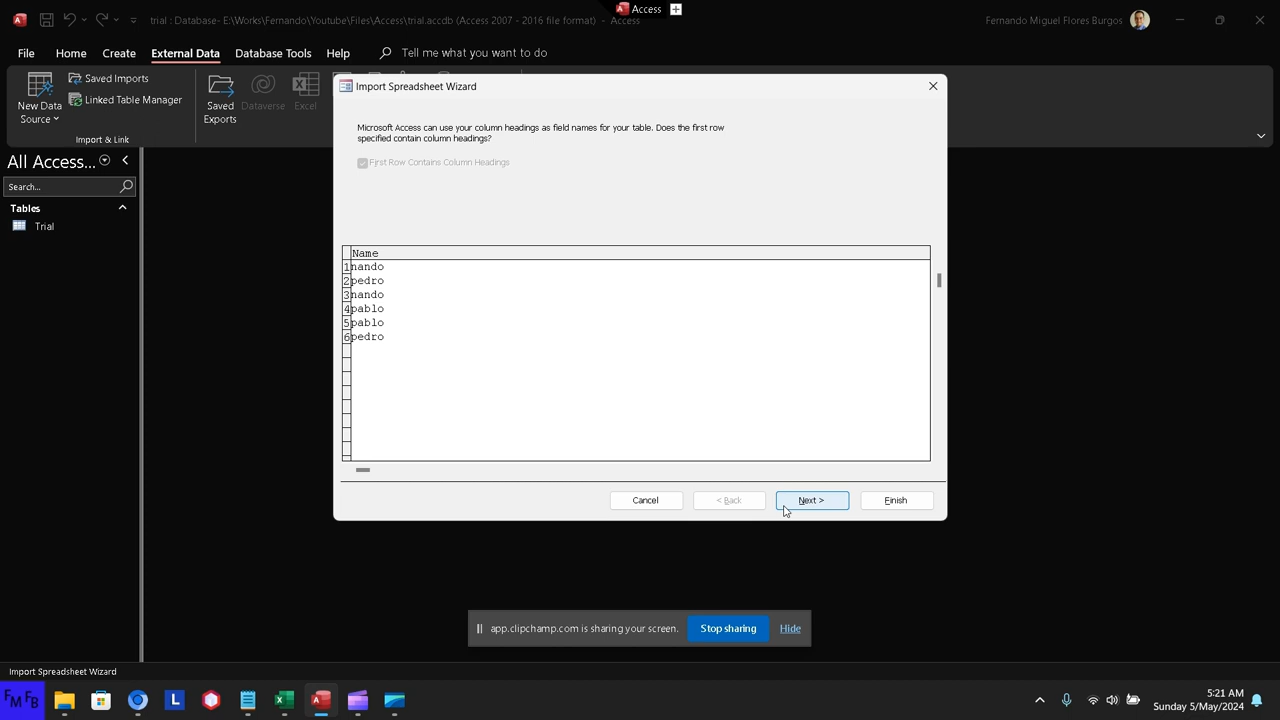 Access
trial : Database- E:\Works\Fernando\Youtube\Files\Access\trial.accdb (Access 2007 - 2016 file format) - Access
Fernando Miguel Flores Burgos
File Home Create External Data Database Tools Help Tell me what you want to do
New Data Source
Saved Imports
Linked Table Manager
Import & Link
Saved Exports
Dataverse
Excel
All Access...
Search...
Tables
Trial
Import Spreadsheet Wizard
Microsoft Access can use your column headings as field names for your table. Does the first row
specified contain column headings?
First Row Contains Column Headings
Name
1 nando
2 pedro
3 nando
4 pablo
5 pablo
6 pedro
Cancel < Back Next > Finish
app.clipchamp.com is sharing your screen. Stop sharing Hide
Import Spreadsheet Wizard
FMFB
L
5:21 AM
Sunday 5/May/2024